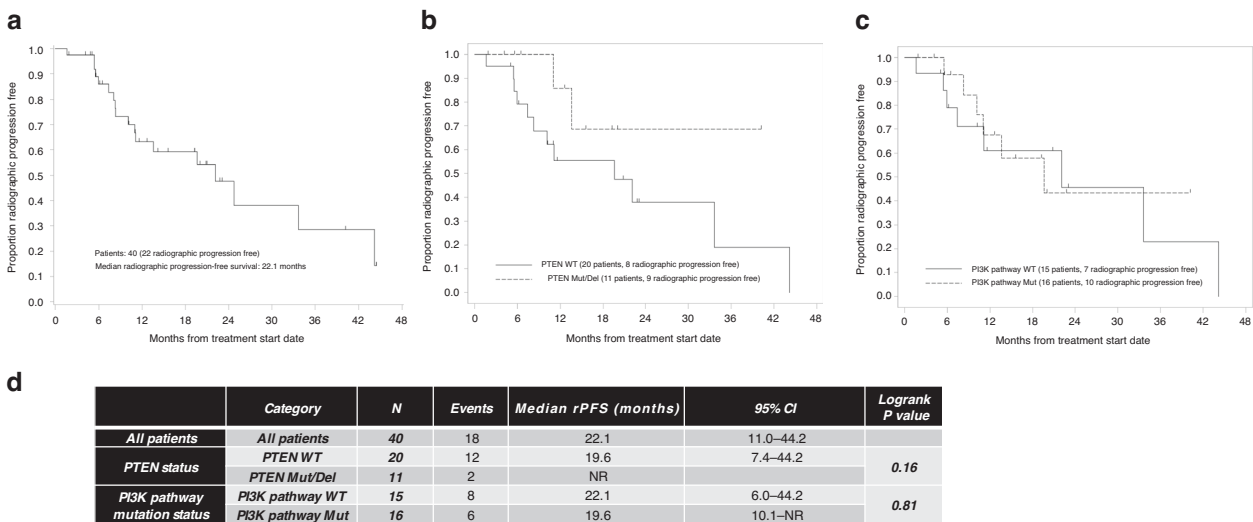 a
Proportion radiographic progression free
1.0
0.9
0.8
0.7
0.6
0.5
0.4
0.3
0.2
0.1
0.0
Patients: 40 (22 radiographic progression free)
Median radiographic progression-free survival: 22.1 months
0 6 12 18 24 30 36 42 48
Months from treatment start date
b
Proportion radiographic progression free
1.0
0.9
0.8
0.7
0.6
0.5
0.4
0.3
0.2
0.1
0.0
PTEN WT (20 patients, 8 radiographic progression free)
PTEN Mut/Del (11 patients, 9 radiographic progression free)
0 6 12 18 24 30 36 42 48
Months from treatment start date
c
Proportion radiographic progression free
1.0
0.9
0.8
0.7
0.6
0.5
0.4
0.3
0.2
0.1
0.0
PI3K pathway WT (15 patients, 7 radiographic progression free)
PI3K pathway Mut (16 patients, 10 radiographic progression free)
0 6 12 18 24 30 36 42 48
Months from treatment start date
d
Category N Events Median rPFS (months) 95% CI Logrank P value
All patients All patients 40 18 22.1 11.0–44.2
PTEN status PTEN WT 20 12 19.6 7.4–44.2 0.16
PTEN Mut/Del 11 2 NR
PI3K pathway mutation status PI3K pathway WT 15 8 22.1 6.0–44.2 0.81
PI3K pathway Mut 16 6 19.6 10.1–NR